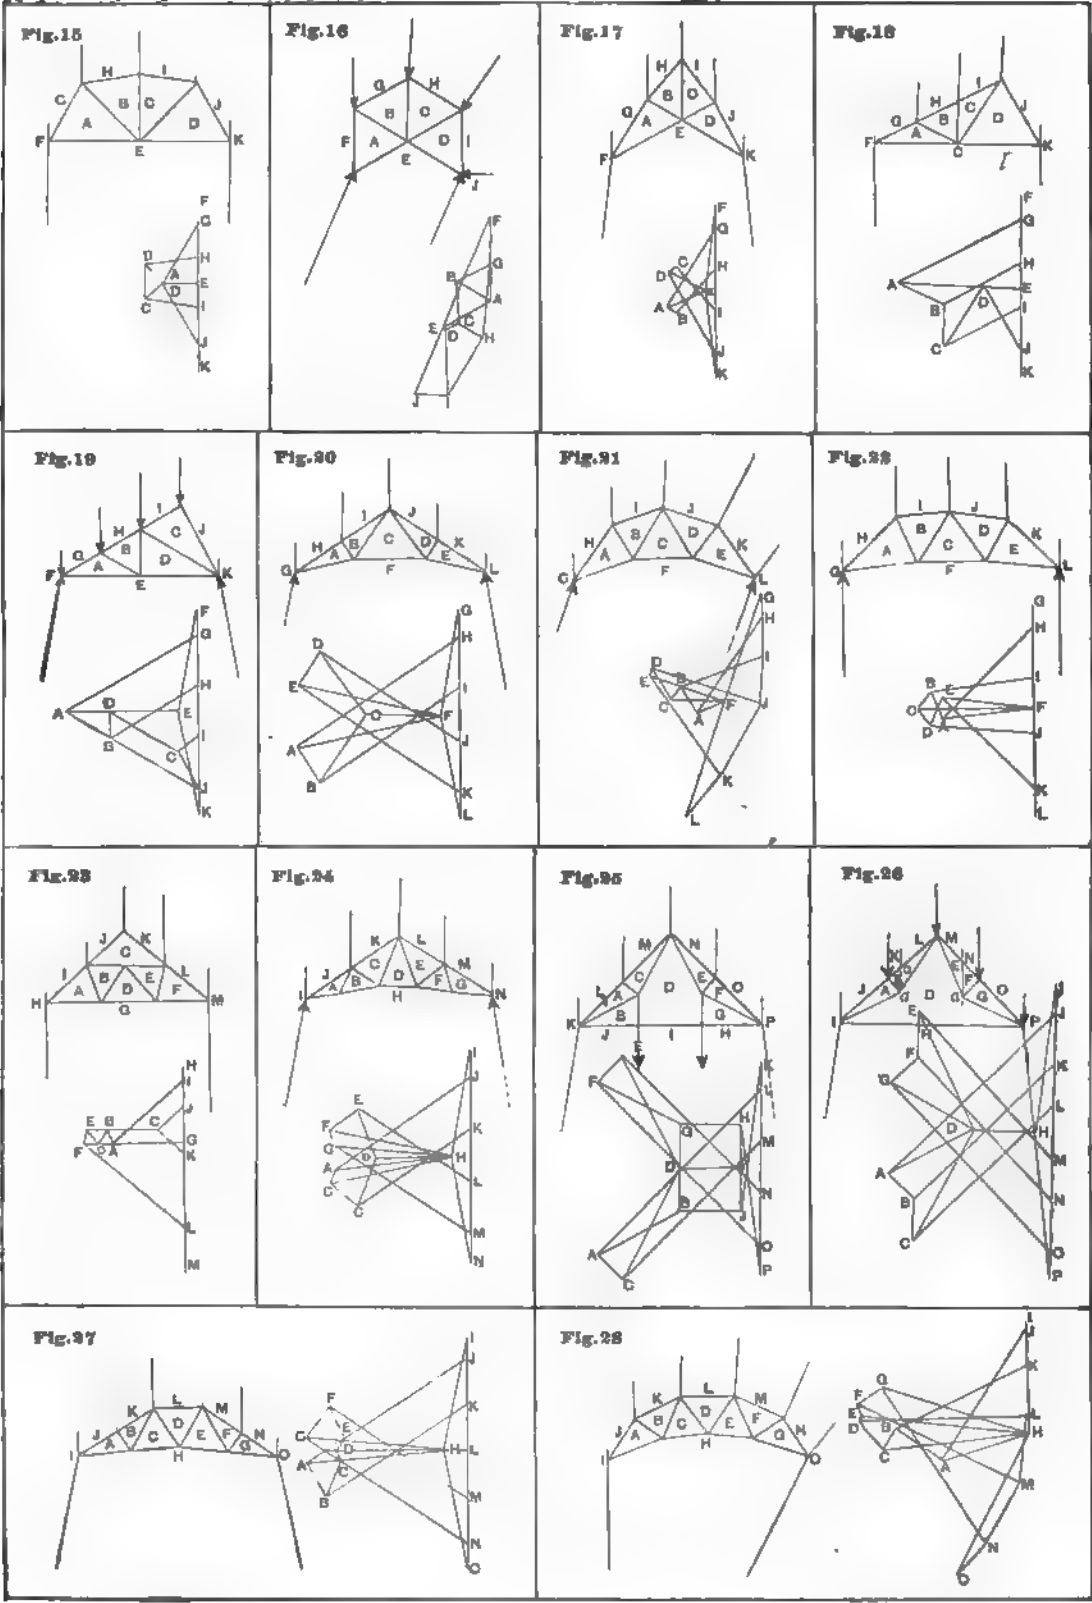 Fig.15
Fig.16
Fig.17
Fig.18
H I
C B C J
A D
F E K
F
G
D H
A E
D
C I
J
K
G H
B C
F A D I
E
J
F
G
B
A
E C
D H
J I
H I
B C
G A D J
E
F K
F
G
C H
D
E
A
B I
J
K
I
H C J
G B D
A
F C K
I
F
G
H
A D E
B I
C J
K
Fig.19
Fig.20
Fig.21
Fig.22
I
H C J
G B
A D
F E K
F
G
H
A D E
B I
C
J
K
I J
H B C D K
A E
G F L
G
D H
E I
C F
A J
B K
L
I J
B D
H C K
A E
G F L
G
H
D B I
E
C F J
A
K
L
I J
B D K
H C
A E
G F L
G
H
B I
E
C F
D A J
K
L
Fig.23
Fig.24
Fig.25
Fig.26
J K
C
I B E L
A D F
H G M
H
I
J
E B C
G
F D A K
L
M
K L
J C E M
B D F
A G
I H N
I
J
E
F K
G
D H
A
C L
C
M
N
M N
C E
L A D F O
B G
K J I H P
E
K
F L
G H
M
D
N
B J
A O
C P
L M
K E N
J A D F O
G G
I H P
E J
F K
G
L
D H
A M
B N
C O
P
Fig.27
Fig.28
L
K M
J B D F N
A C E G
I H O
I
J
F K
C E
D H L
A C
B M
N
O
L
K D M
J B C E F N
A G
I H O
I
J
K
G
F
E L
D B H
C A
M
N
O